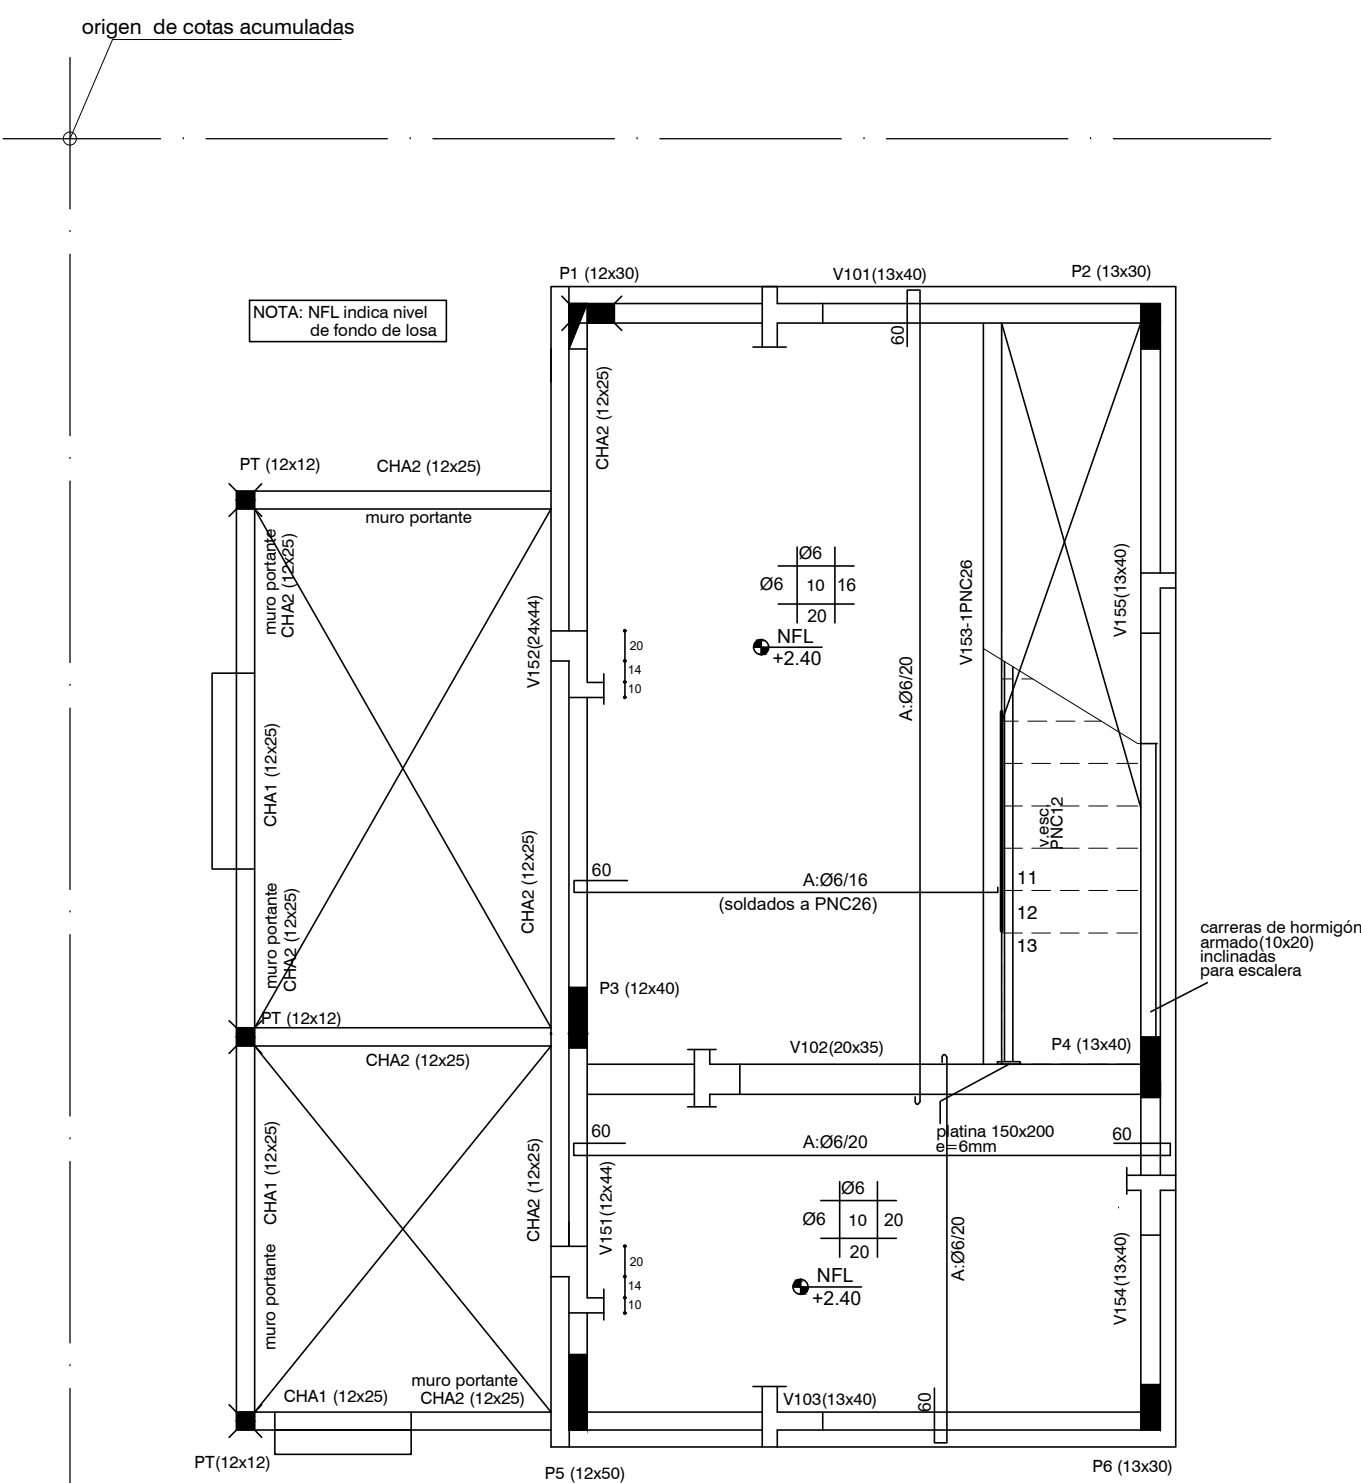 origen  de cotas acumuladas
P1 (12x30)
V101(13x40)
P2 (13x30)
NOTA: NFL indica nivel
de fondo de losa
60
CHA2 (12x25)
PT (12x12)
CHA2 (12x25)
muro portante
muro portante
CHA2 (12x25)
Ø6
Ø6
10
16
20
NFL
+2.40
V153-1PNC26
V155(13x40)
V152(24x44)
20
14
10
A:Ø6/20
CHA1 (12x25)
v.esc.
PNC12
CHA2 (12x25)
60
A:Ø6/16
(soldados a PNC26)
11
12
13
muro portante
CHA2 (12x25)
carreras de hormigón
armado(10x20)
inclinadas
para escalera
P3 (12x40)
PT (12x12)
CHA2 (12x25)
V102(20x35)
P4 (13x40)
60
A:Ø6/20
platina 150x200
e=6mm
60
CHA1 (12x25)
CHA2 (12x25)
V151(12x44)
Ø6
Ø6
10
20
20
NFL
+2.40
20
14
10
A:Ø6/20
V154(13x40)
muro portante
muro portante
CHA1 (12x25)
CHA2 (12x25)
V103(13x40)
60
PT(12x12)
P5 (12x50)
P6 (13x30)